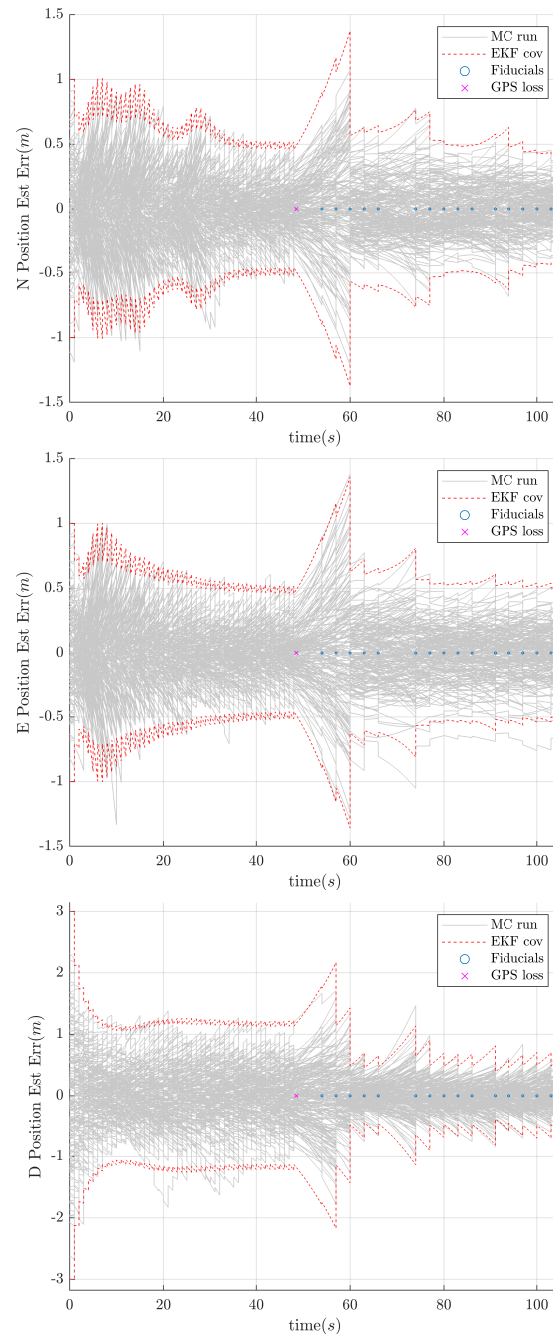 1.5
1
0.5
0
-0.5
-1
-1.5
N Position Est Err(m)
MC run
EKF cov
Fiducials
GPS loss
0 20 40 60 80 100
time(s)
1.5
1
0.5
0
-0.5
-1
-1.5
E Position Est Err(m)
MC run
EKF cov
Fiducials
GPS loss
0 20 40 60 80 100
time(s)
3
2
1
0
-1
-2
-3
D Position Est Err(m)
MC run
EKF cov
Fiducials
GPS loss
0 20 40 60 80 100
time(s)